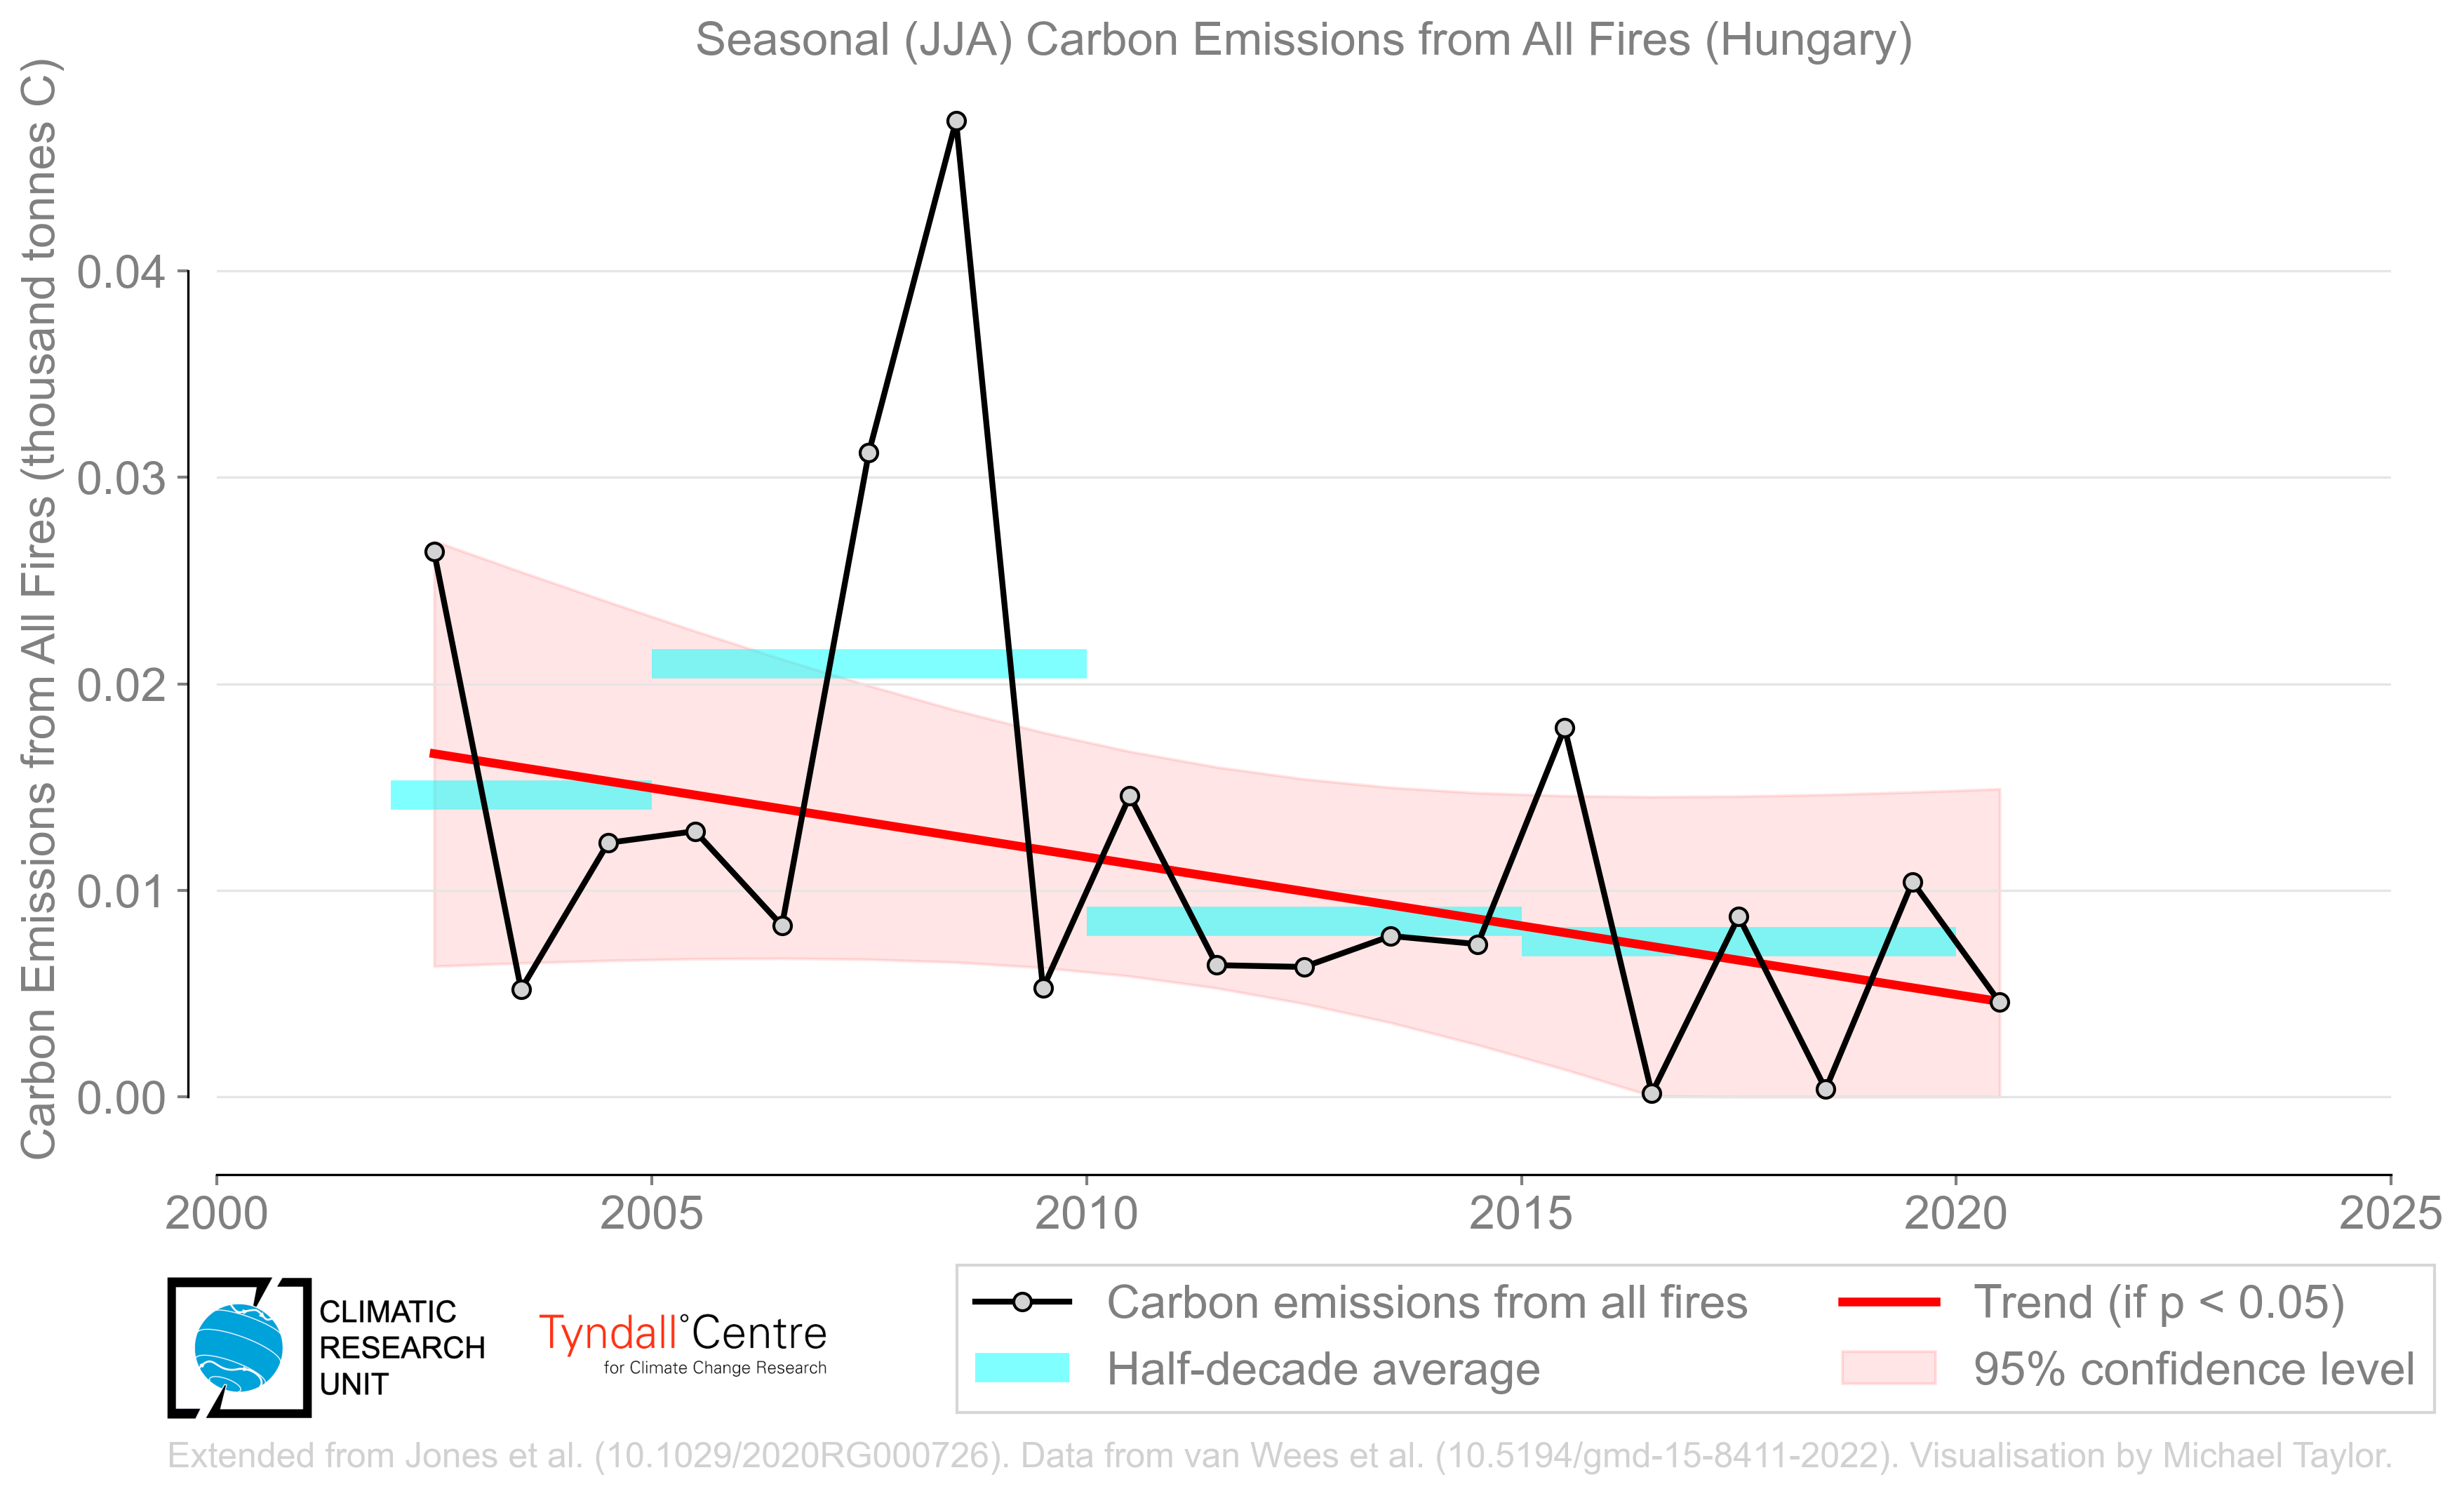 Seasonal (JJA) Carbon Emissions from All Fires (Hungary)
Carbon Emissions from All Fires (thousand tonnes C)
0.04
0.03
0.02
0.01
0.00
2000 2005 2010 2015 2020 2025
CLIMATIC
RESEARCH
UNIT
Tyndall°Centre
for Climate Change Research
Carbon emissions from all fires
Half-decade average
Trend (if p < 0.05)
95% confidence level
Extended from Jones et al. (10.1029/2020RG000726). Data from van Wees et al. (10.5194/gmd-15-8411-2022). Visualisation by Michael Taylor.